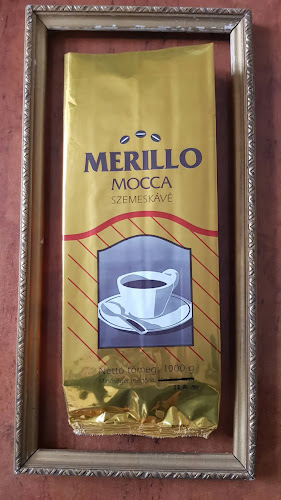 MERILLO
MOCCA
SZEMESKÁVÉ
Nettó tömeg: 1000 g